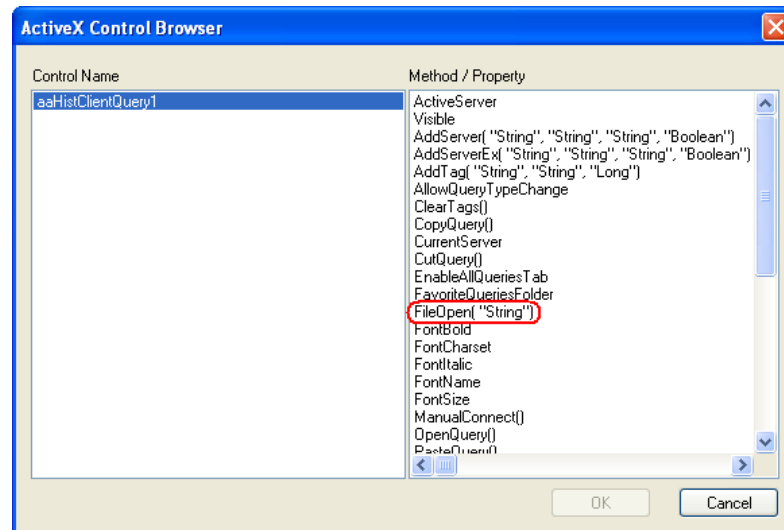 ActiveX Control Browser
Control Name
aaHistClientQuery1
Method / Property
ActiveServer
Visible
AddServer( "String", "String", "String", "Boolean")
AddServerEx( "String", "String", "String", "Boolean")
AddTag( "String", "String", "Long")
AllowQueryTypeChange
ClearTags()
CopyQuery()
CurrentServer
CutQuery()
EnableAllQueriesTab
FavoriteQueriesFolder
FileOpen( "String")
FontBold
FontCharset
FontItalic
FontName
FontSize
ManualConnect()
OpenQuery()
PasteQuery()
OK
Cancel